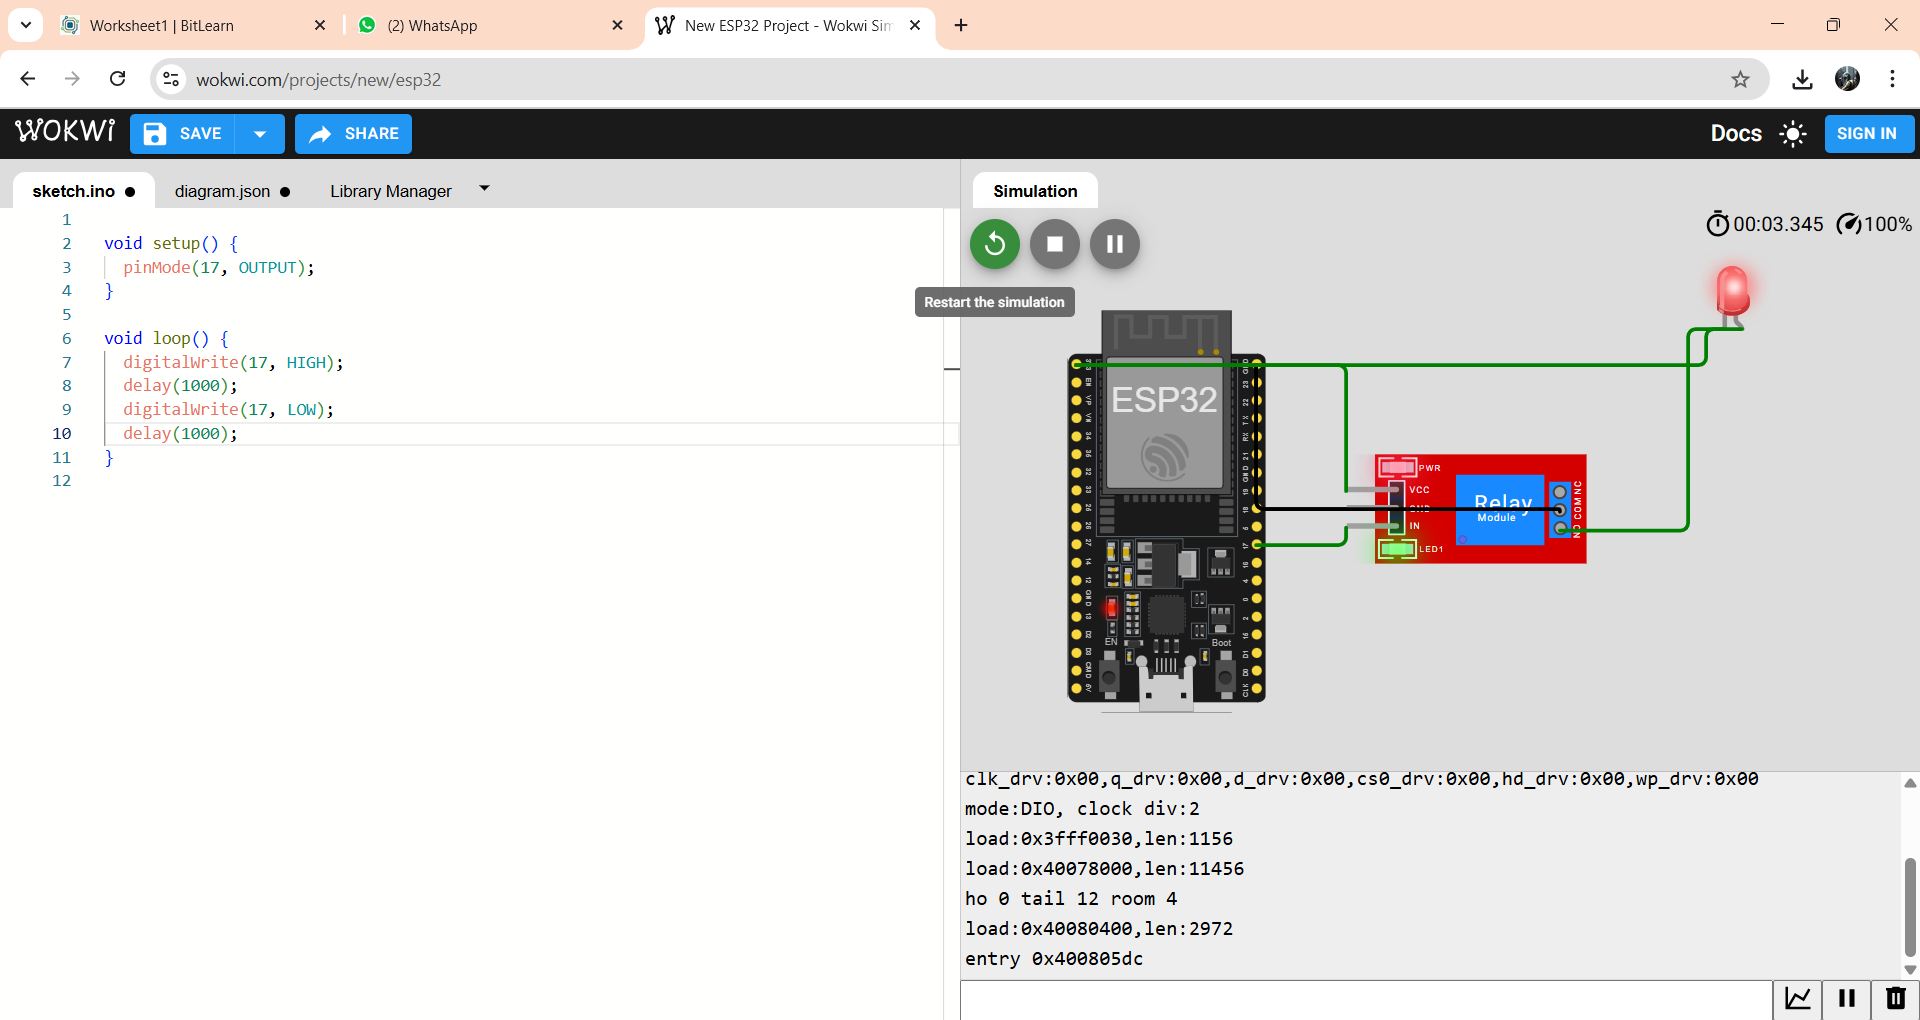 Worksheet1 | BitLearn
(2) WhatsApp
New ESP32 Project - Wokwi Sim
wokwi.com/projects/new/esp32
WOKWi
SAVE
SHARE
Docs
SIGN IN
sketch.ino
diagram.json
Library Manager
Simulation
00:03.345
100%
Restart the simulation
1
2 void setup() {
3 pinMode(17, OUTPUT);
4 }
5
6 void loop() {
7 digitalWrite(17, HIGH);
8 delay(1000);
9 digitalWrite(17, LOW);
10 delay(1000);
11 }
12
ESP32
EN
Boot
PWR
VCC
GND
IN
LED1
Relay
Module
NO COM NC
clk_drv:0x00,q_drv:0x00,d_drv:0x00,cs0_drv:0x00,hd_drv:0x00,wp_drv:0x00
mode:DIO, clock div:2
load:0x3fff0030,len:1156
load:0x40078000,len:11456
ho 0 tail 12 room 4
load:0x40080400,len:2972
entry 0x400805dc